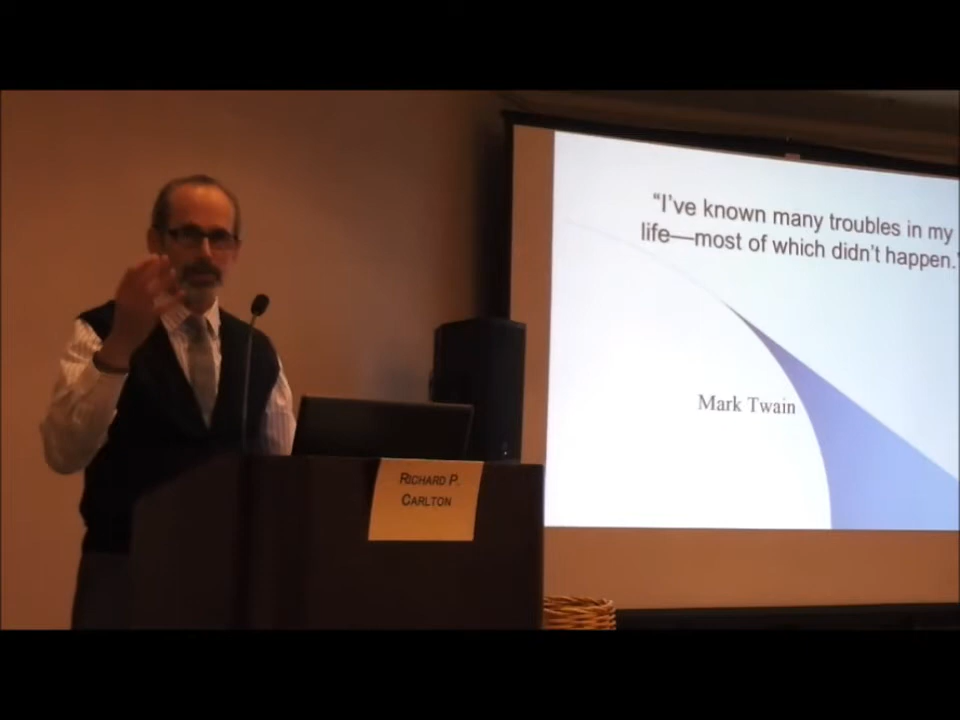 “I’ve known many troubles in my
life—most of which didn’t happen.”
Mark Twain
RICHARD P.
CARLTON